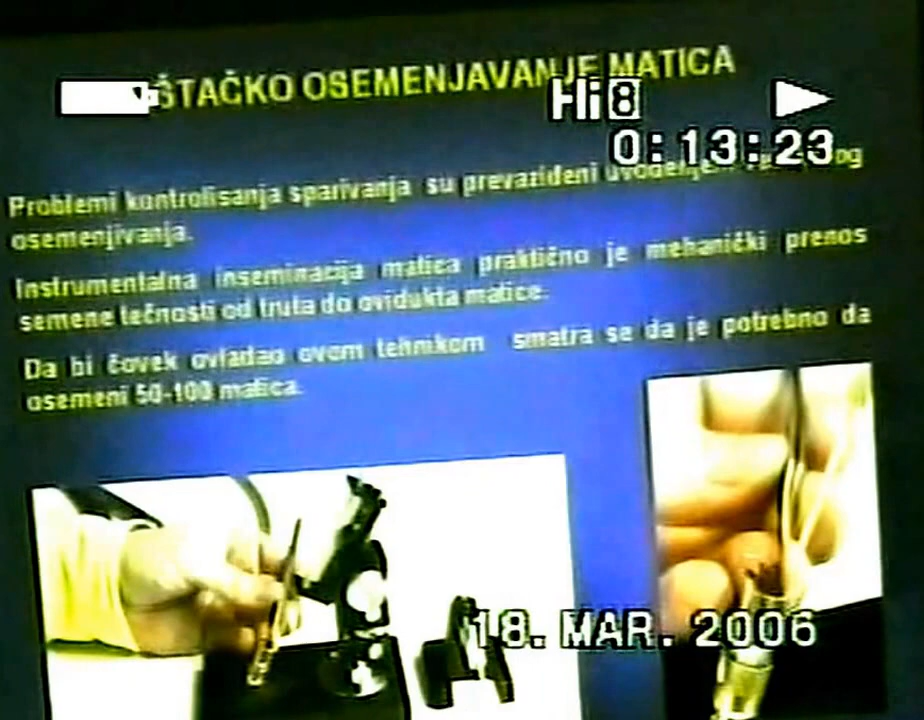 VEŠTAČKO OSEMENJAVANJE MATICA
Hi8
0:13:23
Problemi kontrolisanja sparivanja su prevaziđeni
osemenjivanja.
Instrumentalna inseminacija matica praktično je mehanički prenos
semene tečnosti od truta do ovidukta matice.
Da bi čovek ovladao ovom tehnikom smatra se da je potrebno da
osemeni 50-100 matica.
18. MAR. 2006